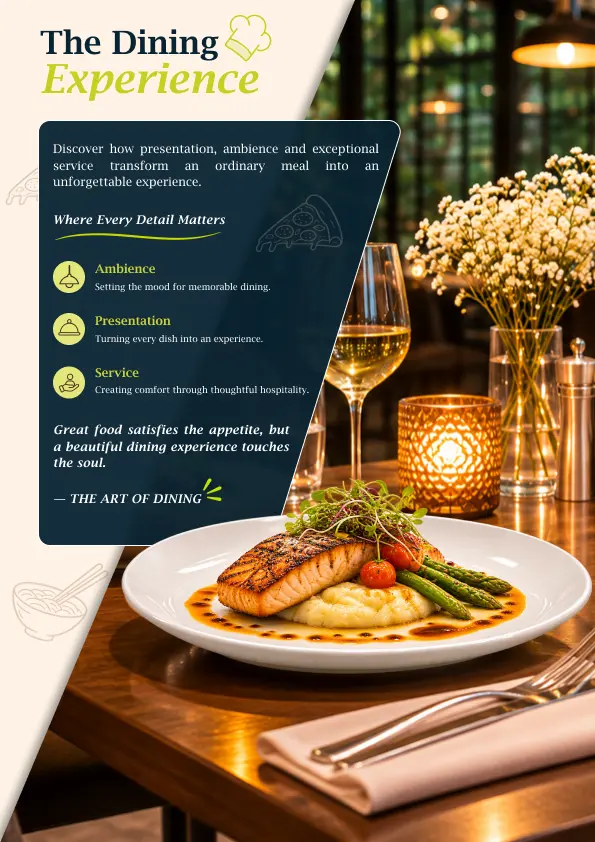 The Dining
Experience
Discover how presentation, ambience and exceptional
service transform an ordinary meal into an
unforgettable experience.
Where Every Detail Matters
Ambience
Setting the mood for memorable dining.
Presentation
Turning every dish into an experience.
Service
Creating comfort through thoughtful hospitality.
Great food satisfies the appetite, but
a beautiful dining experience touches
the soul.
— THE ART OF DINING